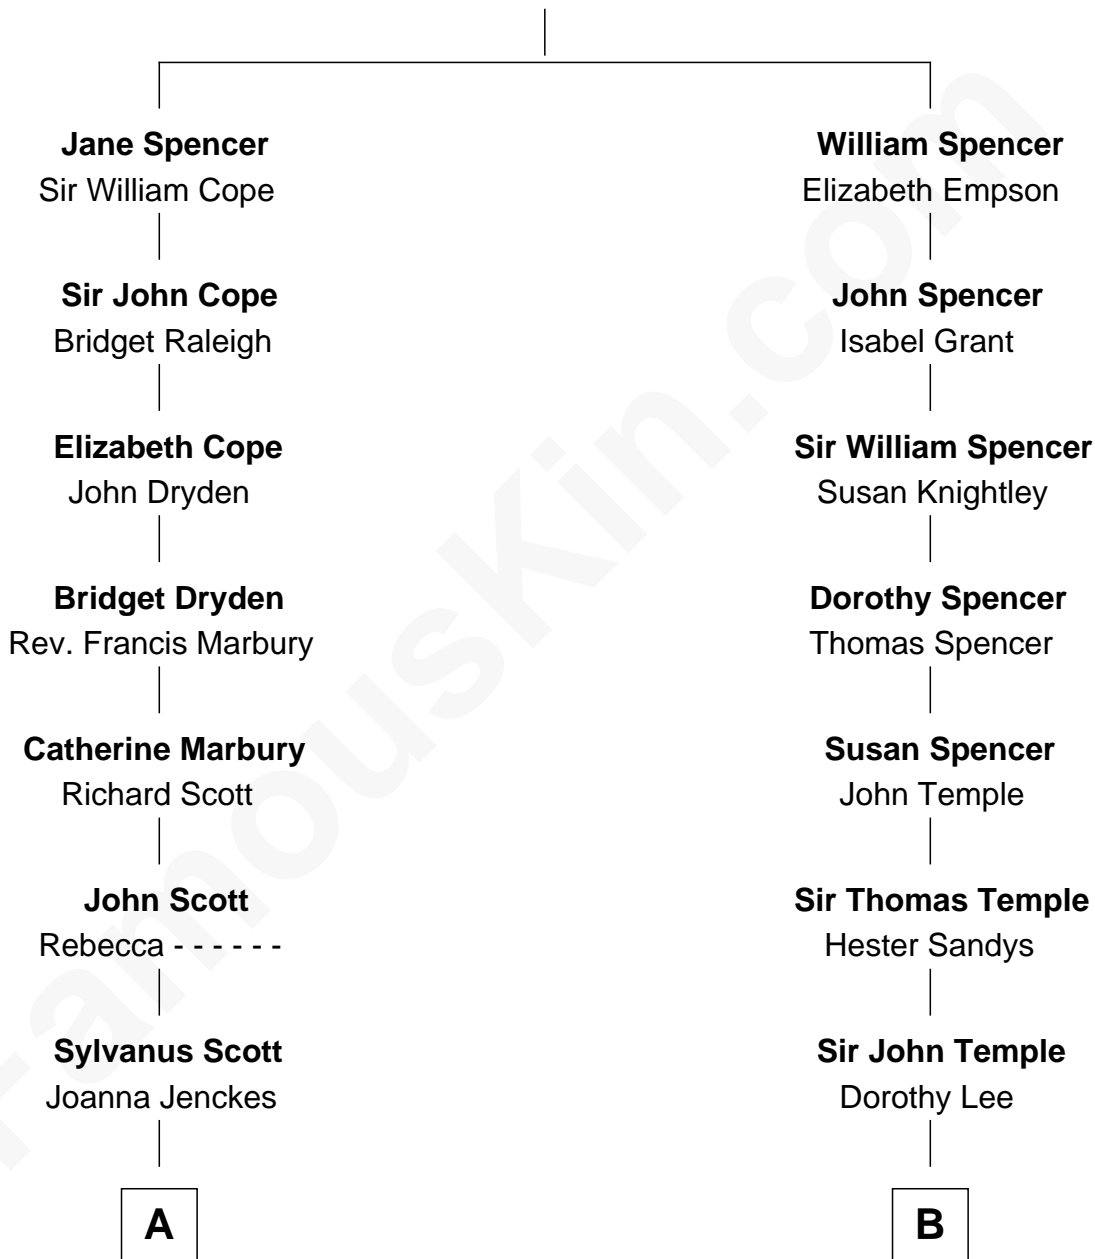 Jane Spencer
Sir William Cope
William Spencer
Elizabeth Empson
Sir John Cope
Bridget Raleigh
John Spencer
Isabel Grant
Elizabeth Cope
John Dryden
Sir William Spencer
Susan Knightley
Bridget Dryden
Rev. Francis Marbury
Dorothy Spencer
Thomas Spencer
Catherine Marbury
Richard Scott
Susan Spencer
John Temple
John Scott
Rebecca - - - - - -
Sir Thomas Temple
Hester Sandys
Sylvanus Scott
Joanna Jenckes
Sir John Temple
Dorothy Lee
A
B
FamousKin.com